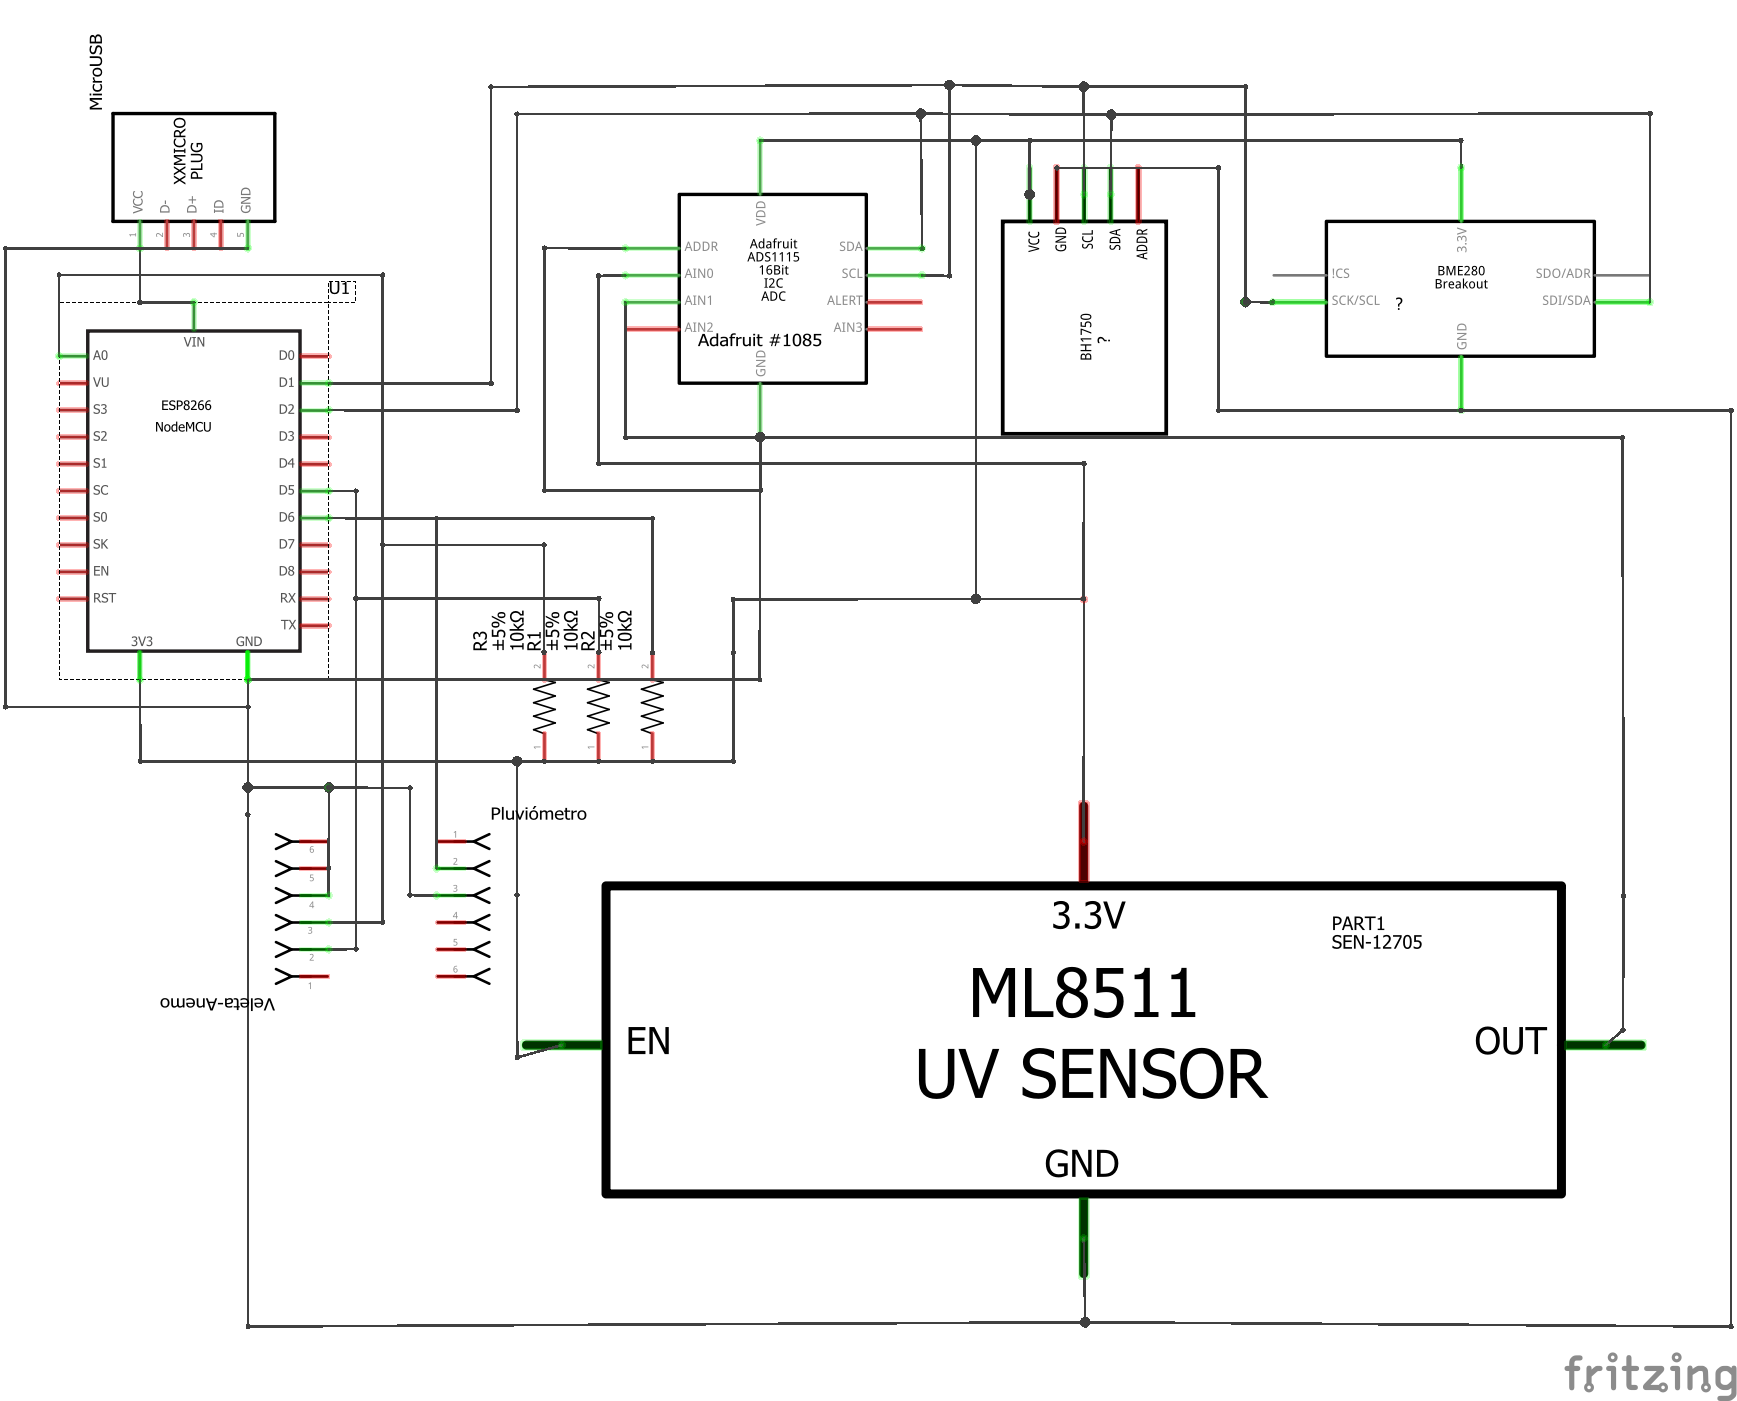 MicroUSB
XXMICRO
PLUG
VCC
D-
D+
ID
GND
1
2
3
4
5
U1
VIN
A0
VU
S3
S2
S1
SC
S0
SK
EN
RST
ESP8266
NodeMCU
D0
D1
D2
D3
D4
D5
D6
D7
D8
RX
TX
3V3
GND
VDD
ADDR
AIN0
AIN1
AIN2
Adafruit
ADS1115
16Bit
I2C
ADC
SDA
SCL
ALERT
AIN3
Adafruit #1085
GND
VCC
GND
SCL
SDA
ADDR
BH1750
?
3.3V
!CS
SCK/SCL
BME280
Breakout
?
SDO/ADR
SDI/SDA
GND
R3
±5%
10kΩ
R1
±5%
10kΩ
R2
±5%
10kΩ
2
2
2
1
1
1
6
5
4
3
2
1
Veleta-Anemo
Pluviómetro
1
2
3
4
5
6
3.3V
PART1
SEN-12705
ML8511
UV SENSOR
EN
OUT
GND
fritzing